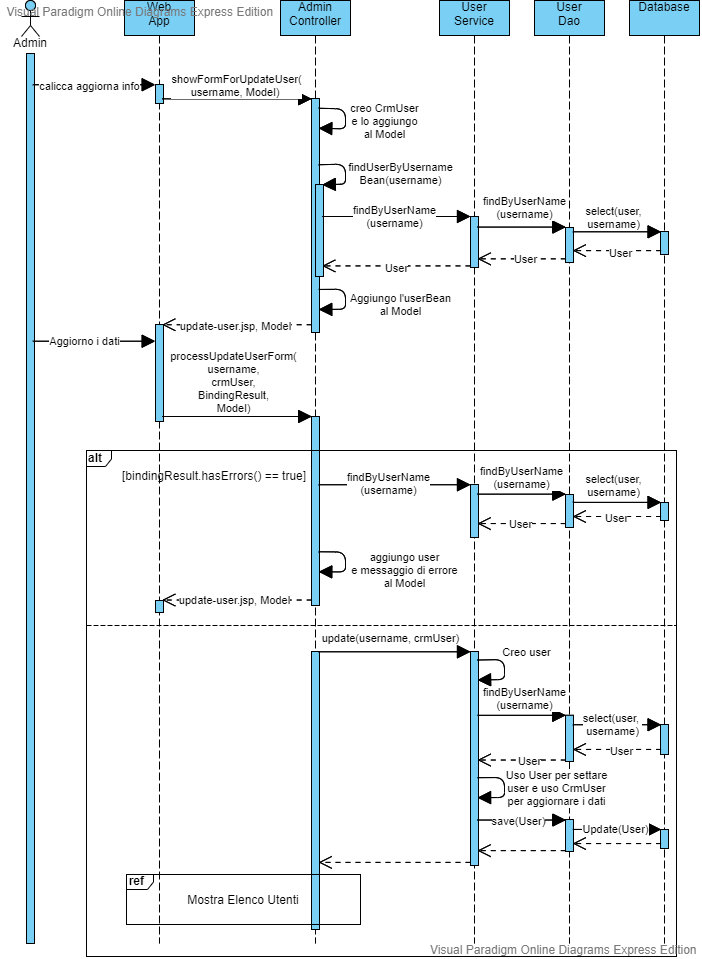 Visual Paradigm Online Diagrams Express Edition
Admin
Web
App
Admin
Controller
User
Service
User
Dao
Database
calicca aggiorna info
showFormForUpdateUser(
username, Model)
creo CrmUser
e lo aggiungo
al Model
findUserByUsername
Bean(username)
findByUserName
(username)
findByUserName
(username)
select(user,
username)
User
User
User
Aggiungo l'userBean
al Model
update-user.jsp, Model
Aggiorno i dati
processUpdateUserForm(
username,
crmUser,
BindingResult,
Model)
alt
[bindingResult.hasErrors() == true]
findByUserName
(username)
findByUserName
(username)
select(user,
username)
User
User
aggiungo user
e messaggio di errore
al Model
update-user.jsp, Model
update(username, crmUser)
Creo user
findByUserName
(username)
select(user,
username)
User
User
Uso User per settare
user e uso CrmUser
per aggiornare i dati
save(User)
Update(User)
ref
Mostra Elenco Utenti
Visual Paradigm Online Diagrams Express Edition